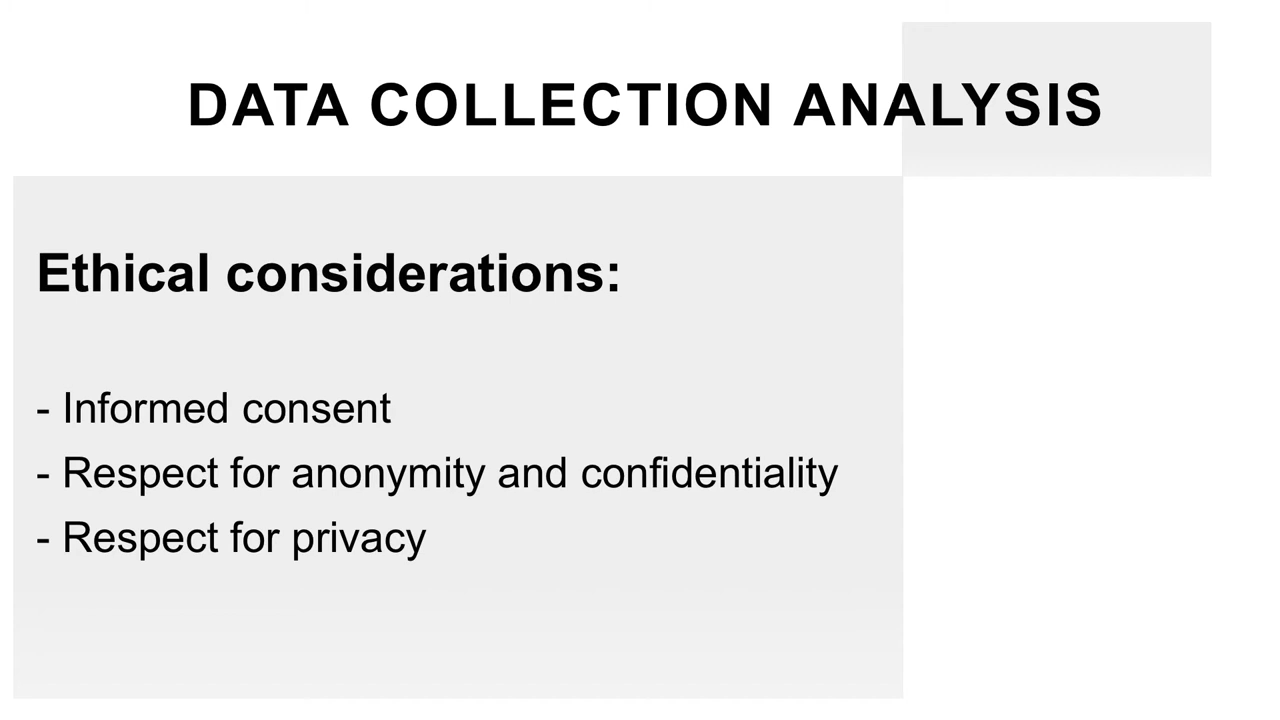 DATA COLLECTION ANALYSIS
Ethical considerations:
- Informed consent
- Respect for anonymity and confidentiality
- Respect for privacy